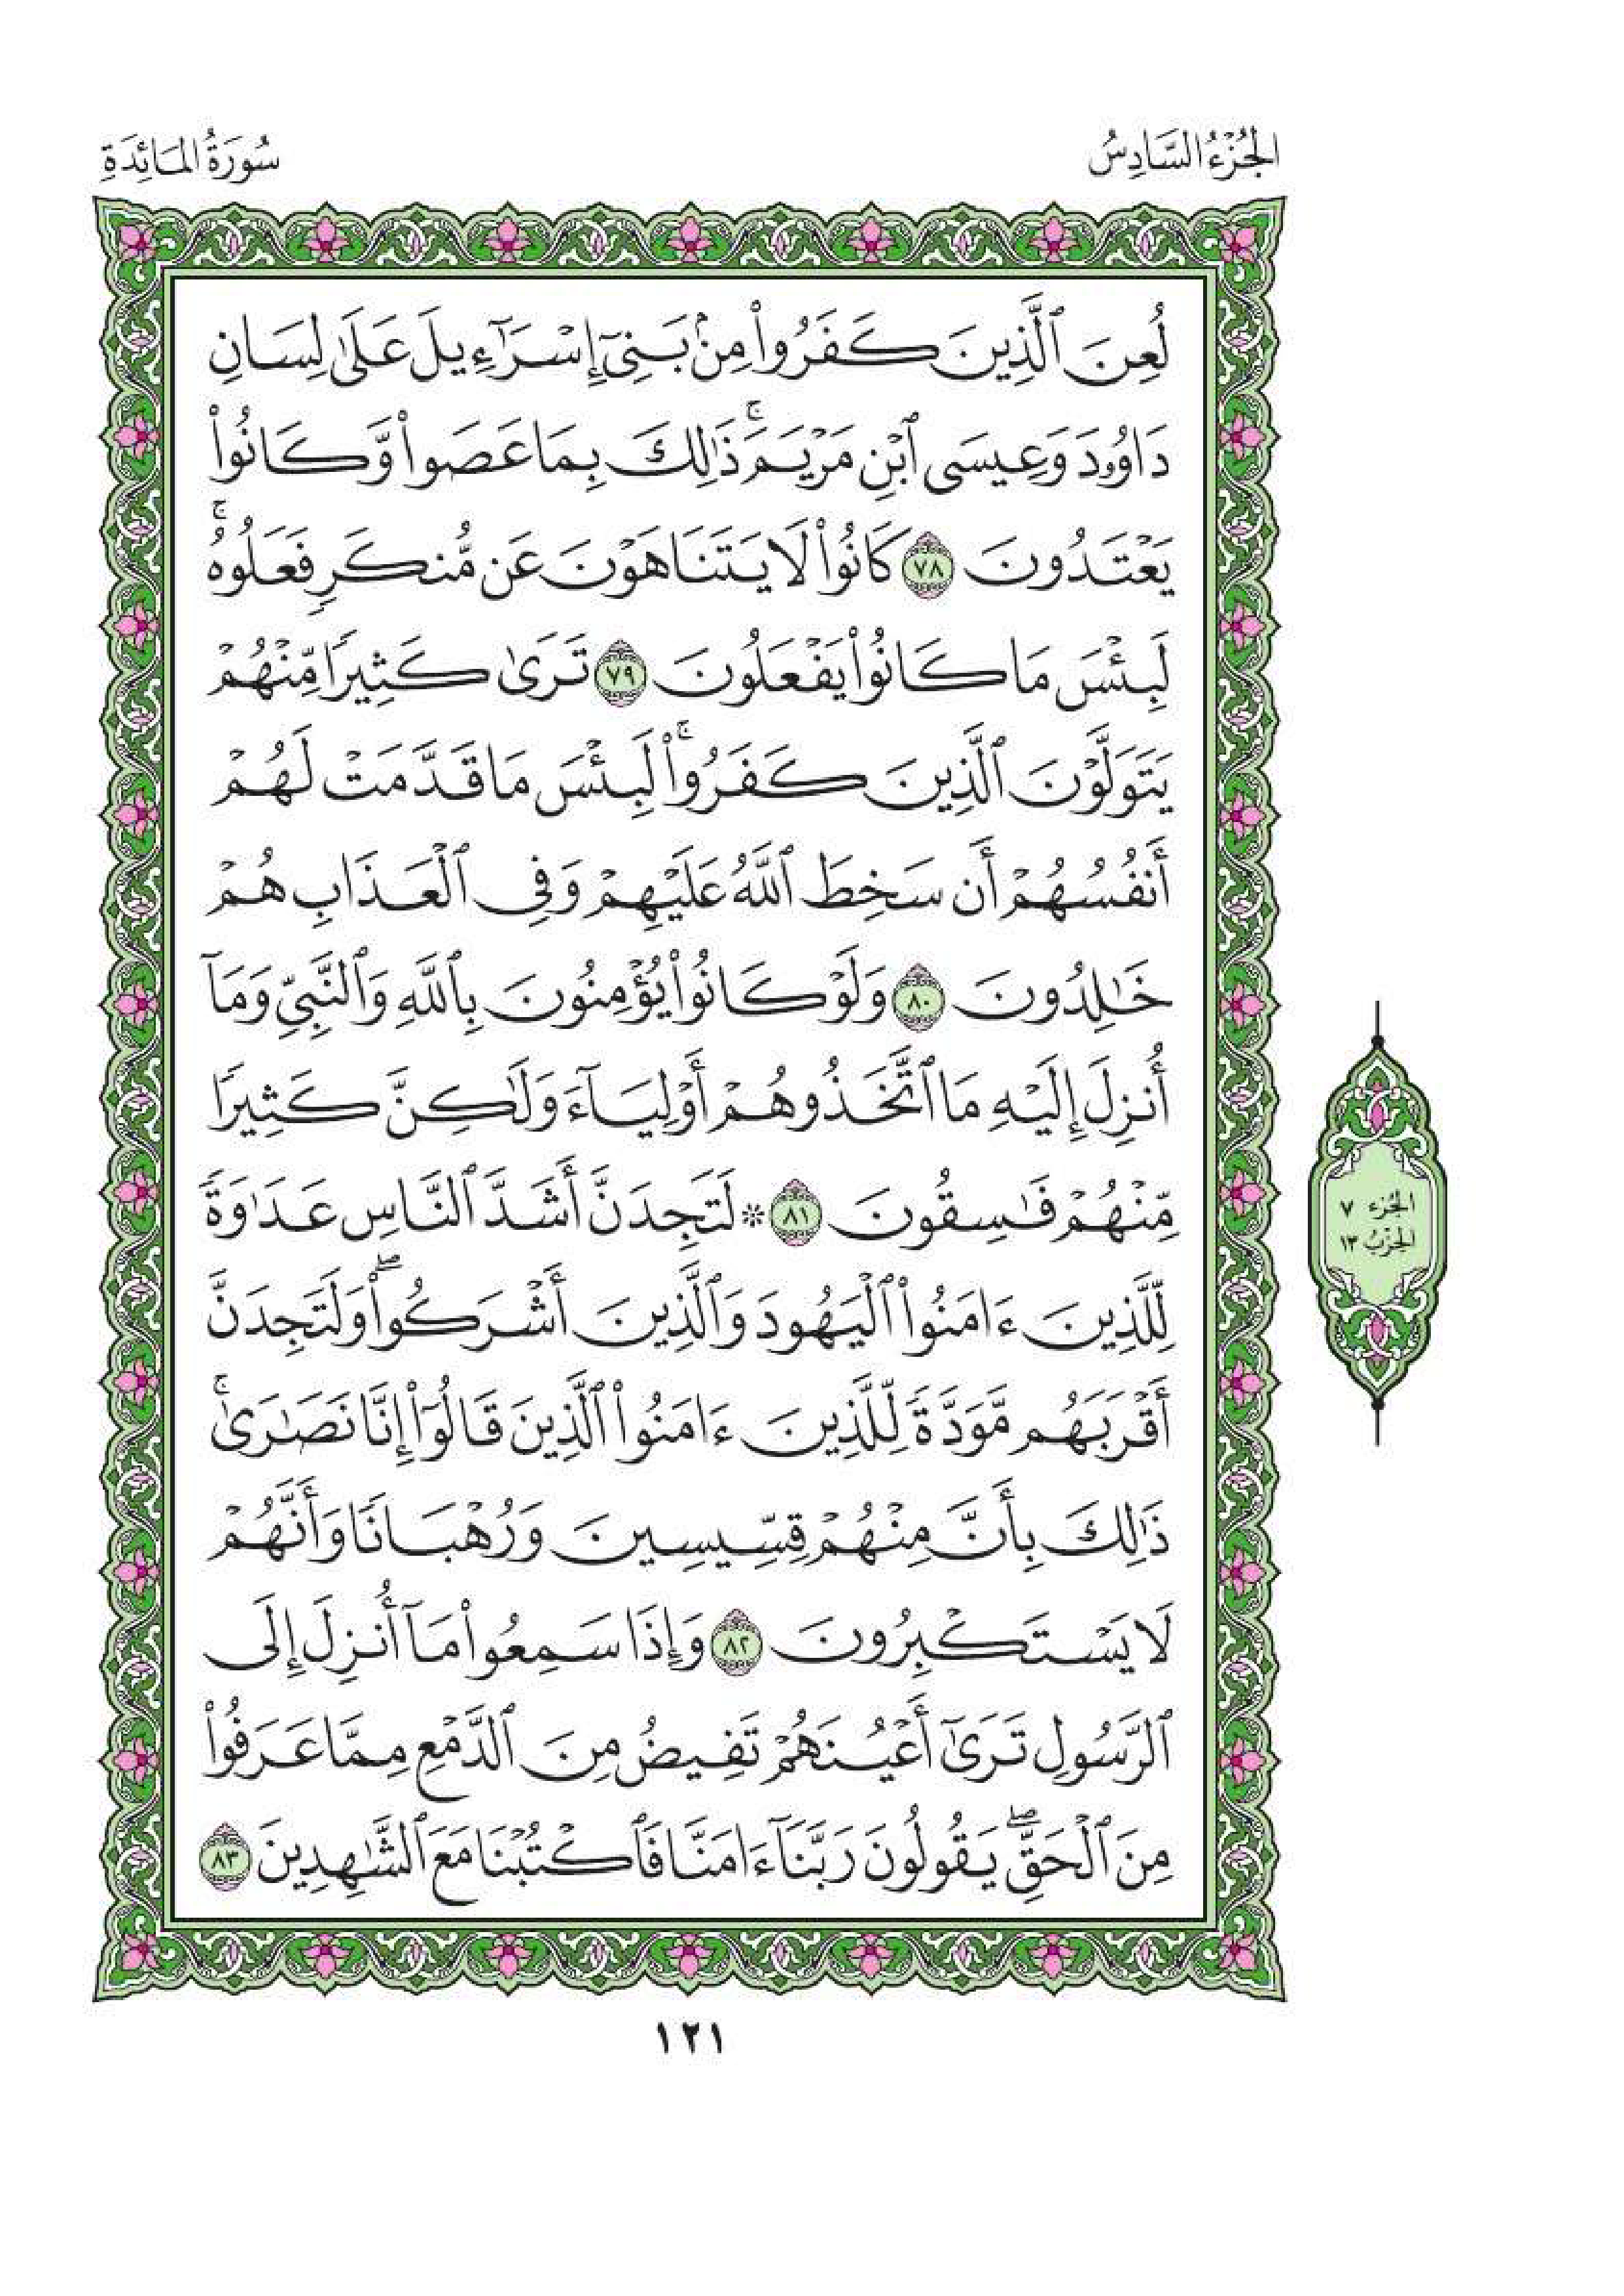 الجُزْءُ السَّادِسُ
سُورَةُ المَائِدَةِ
لُعِنَ ٱلَّذِينَ كَفَرُواْ مِنۢ بَنِيٓ إِسۡرَٰٓءِيلَ عَلَىٰ لِسَانِ
دَاوُۥدَ وَعِيسَى ٱبۡنِ مَرۡيَمَۚ ذَٰلِكَ بِمَا عَصَواْ وَّكَانُواْ
يَعۡتَدُونَ ٧٨ كَانُواْ لَا يَتَنَاهَوۡنَ عَن مُّنكَرٖ فَعَلُوهُۚ
لَبِئۡسَ مَا كَانُواْ يَفۡعَلُونَ ٧٩ تَرَىٰ كَثِيرٗا مِّنۡهُمۡ
يَتَوَلَّوۡنَ ٱلَّذِينَ كَفَرُواْۚ لَبِئۡسَ مَا قَدَّمَتۡ لَهُمۡ
أَنفُسُهُمۡ أَن سَخِطَ ٱللَّهُ عَلَيۡهِمۡ وَفِي ٱلۡعَذَابِ هُمۡ
خَٰلِدُونَ ٨٠ وَلَوۡ كَانُواْ يُؤۡمِنُونَ بِٱللَّهِ وَٱلنَّبِيِّ وَمَآ
أُنزِلَ إِلَيۡهِ مَا ٱتَّخَذُوهُمۡ أَوۡلِيَآءَ وَلَٰكِنَّ كَثِيرٗا
مِّنۡهُمۡ فَٰسِقُونَ ٨١ ۞ لَتَجِدَنَّ أَشَدَّ ٱلنَّاسِ عَدَٰوَةٗ
لِّلَّذِينَ ءَامَنُواْ ٱلۡيَهُودَ وَٱلَّذِينَ أَشۡرَكُواْۖ وَلَتَجِدَنَّ
أَقۡرَبَهُم مَّوَدَّةٗ لِّلَّذِينَ ءَامَنُواْ ٱلَّذِينَ قَالُوٓاْ إِنَّا نَصَٰرَىٰۚ
ذَٰلِكَ بِأَنَّ مِنۡهُمۡ قِسِّيسِينَ وَرُهۡبَانٗا وَأَنَّهُمۡ
لَا يَسۡتَكۡبِرُونَ ٨٢ وَإِذَا سَمِعُواْ مَآ أُنزِلَ إِلَى
ٱلرَّسُولِ تَرَىٰٓ أَعۡيُنَهُمۡ تَفِيضُ مِنَ ٱلدَّمۡعِ مِمَّا عَرَفُواْ
مِنَ ٱلۡحَقِّۖ يَقُولُونَ رَبَّنَآ ءَامَنَّا فَٱكۡتُبۡنَا مَعَ ٱلشَّٰهِدِينَ ٨٣
الجُزء ٧
الحِزْبُ ١٣
١٢١